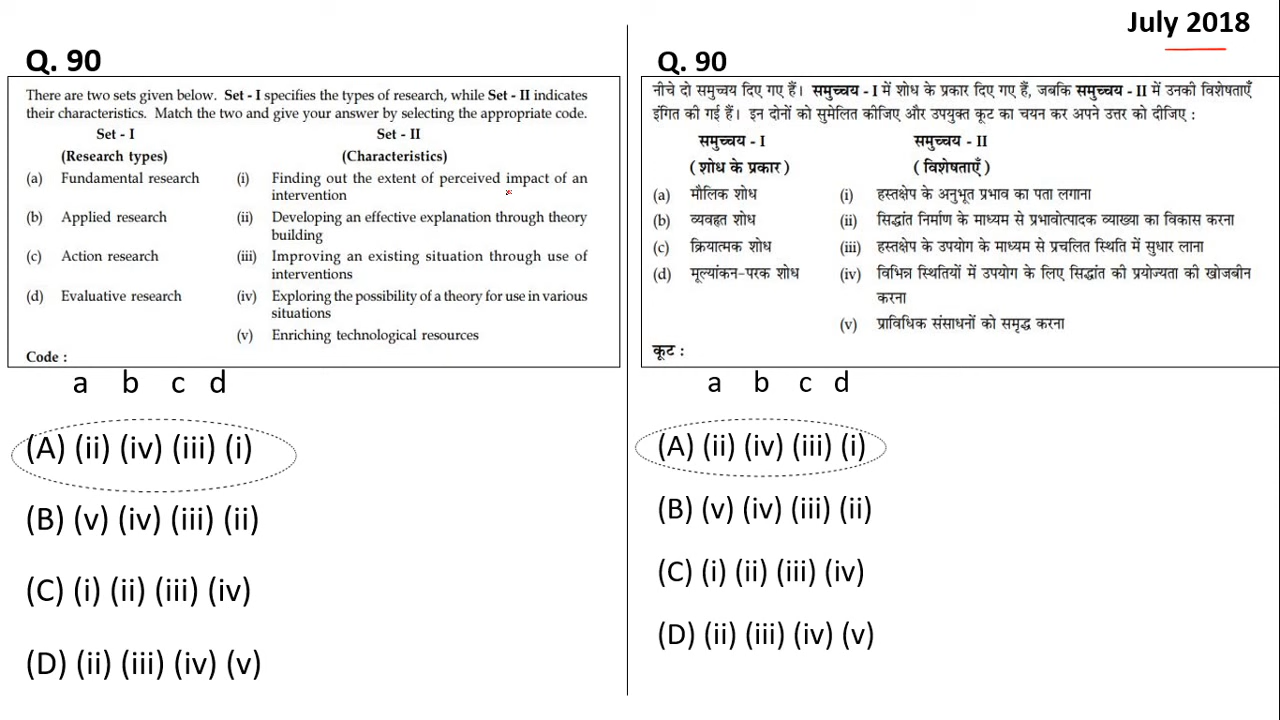 July 2018
Q. 90
There are two sets given below. Set - I specifies the types of research, while Set - II indicates
their characteristics. Match the two and give your answer by selecting the appropriate code.
Set - I Set - II
(Research types) (Characteristics)
(a) Fundamental research (i) Finding out the extent of perceived impact of an
intervention
(b) Applied research (ii) Developing an effective explanation through theory
building
(c) Action research (iii) Improving an existing situation through use of
interventions
(d) Evaluative research (iv) Exploring the possibility of a theory for use in various
situations
(v) Enriching technological resources
Code :
a b c d
(A) (ii) (iv) (iii) (i)
(B) (v) (iv) (iii) (ii)
(C) (i) (ii) (iii) (iv)
(D) (ii) (iii) (iv) (v)
Q. 90
नीचे दो समुच्चय दिए गए हैं। समुच्चय - I में शोध के प्रकार दिए गए हैं, जबकि समुच्चय - II में उनकी विशेषताएँ
इंगित की गई हैं। इन दोनों को सुमेलित कीजिए और उपयुक्त कूट का चयन कर अपने उत्तर को दीजिए :
समुच्चय - I समुच्चय - II
(शोध के प्रकार) (विशेषताएँ)
(a) मौलिक शोध (i) हस्तक्षेप के अनुभूत प्रभाव का पता लगाना
(b) व्यवहृत शोध (ii) सिद्धांत निर्माण के माध्यम से प्रभावोत्पादक व्याख्या का विकास करना
(c) क्रियात्मक शोध (iii) हस्तक्षेप के उपयोग के माध्यम से प्रचलित स्थिति में सुधार लाना
(d) मूल्यांकन-परक शोध (iv) विभिन्न स्थितियों में उपयोग के लिए सिद्धांत की प्रयोज्यता की खोजबीन
करना
(v) प्राविधिक संसाधनों को समृद्ध करना
कूट :
a b c d
(A) (ii) (iv) (iii) (i)
(B) (v) (iv) (iii) (ii)
(C) (i) (ii) (iii) (iv)
(D) (ii) (iii) (iv) (v)